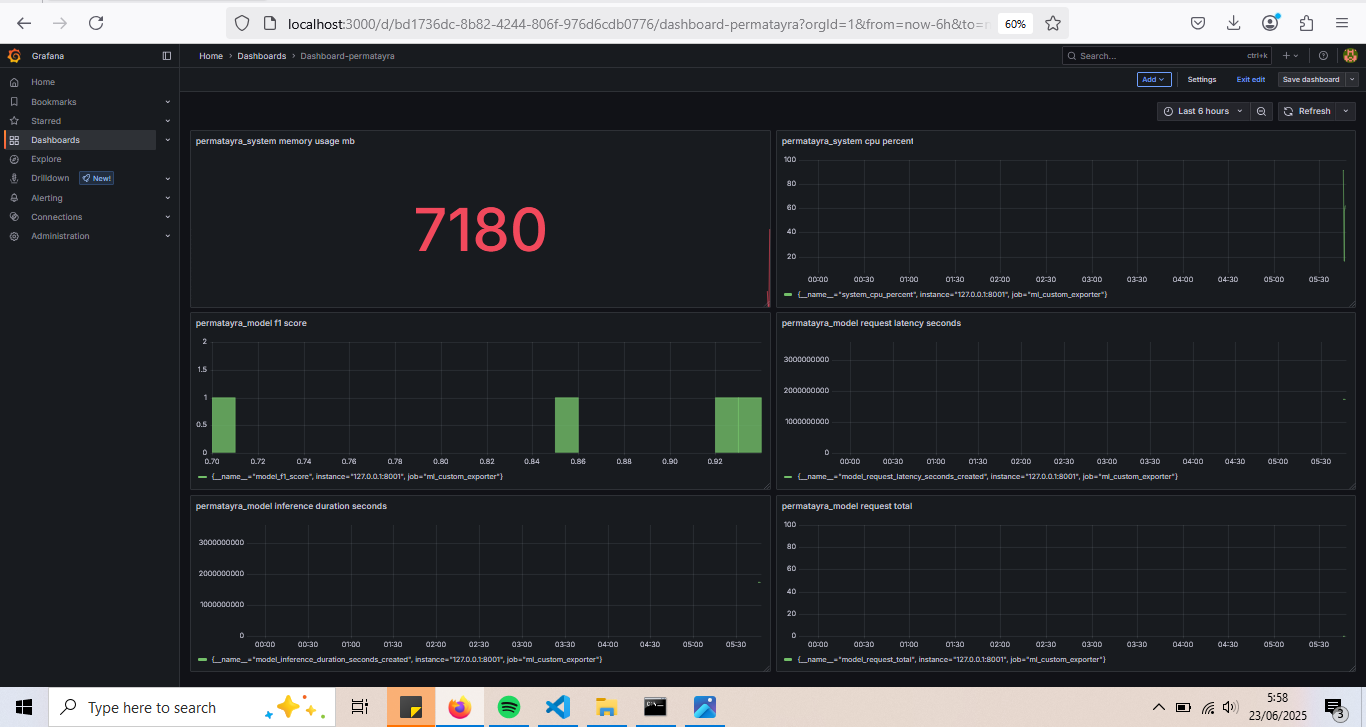 localhost:3000/d/bd1736dc-8b82-4244-806f-976d6cdb0776/dashboard-permatayra?orgId=1&from=now-6h&to=n
60%
Grafana
Home › Dashboards › Dashboard-permatayra
Search...
ctrl+k
Add
Settings
Exit edit
Save dashboard
Last 6 hours
Refresh
Home
Bookmarks
Starred
Dashboards
Explore
Drilldown
New!
Alerting
Connections
Administration
permatayra_system memory usage mb
7180
permatayra_system cpu percent
100
80
60
40
20
00:00 00:30 01:00 01:30 02:00 02:30 03:00 03:30 04:00 04:30 05:00 05:30
{__name__="system_cpu_percent", instance="127.0.0.1:8001", job="ml_custom_exporter"}
permatayra_model f1 score
2
1.5
1
0.5
0
0.70 0.72 0.74 0.76 0.78 0.80 0.82 0.84 0.86 0.88 0.90 0.92
{__name__="model_f1_score", instance="127.0.0.1:8001", job="ml_custom_exporter"}
permatayra_model request latency seconds
3000000000
2000000000
1000000000
0
00:00 00:30 01:00 01:30 02:00 02:30 03:00 03:30 04:00 04:30 05:00 05:30
{__name__="model_request_latency_seconds_created", instance="127.0.0.1:8001", job="ml_custom_exporter"}
permatayra_model inference duration seconds
3000000000
2000000000
1000000000
0
00:00 00:30 01:00 01:30 02:00 02:30 03:00 03:30 04:00 04:30 05:00 05:30
{__name__="model_inference_duration_seconds_created", instance="127.0.0.1:8001", job="ml_custom_exporter"}
permatayra_model request total
100
80
60
40
20
0
00:00 00:30 01:00 01:30 02:00 02:30 03:00 03:30 04:00 04:30 05:00 05:30
{__name__="model_request_total", instance="127.0.0.1:8001", job="ml_custom_exporter"}
Type here to search
5:58
23/06/2025
3